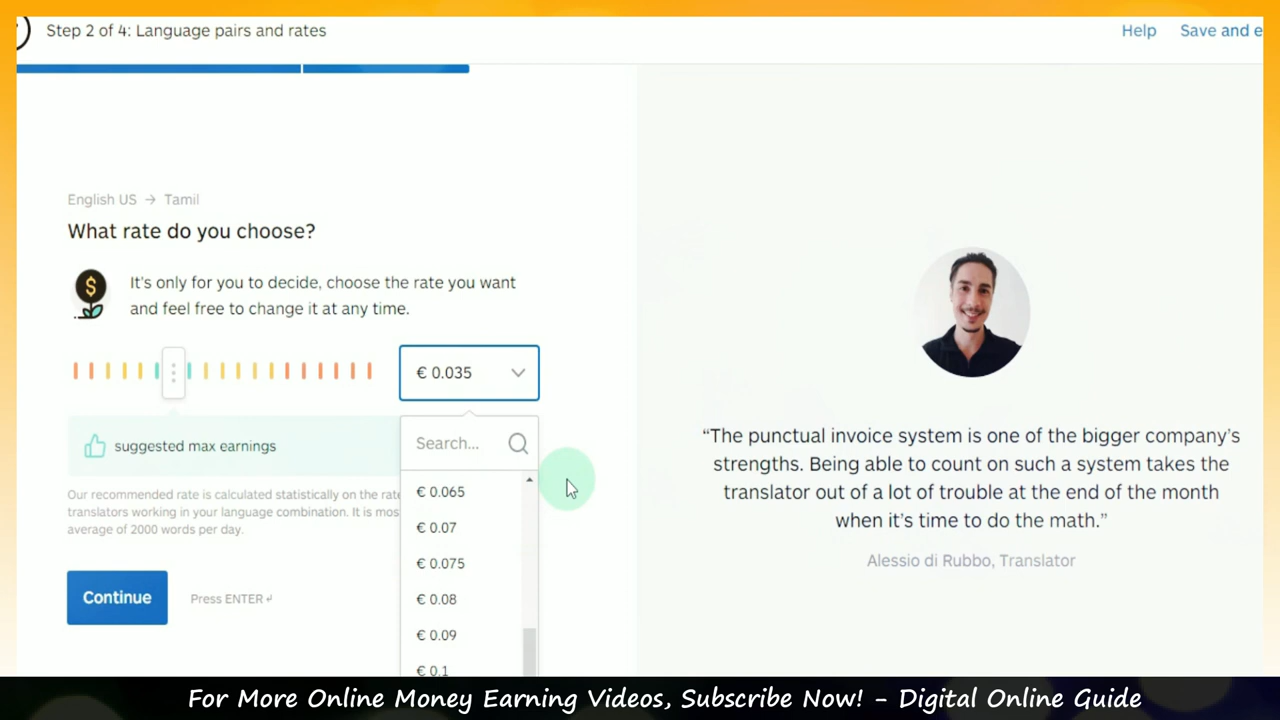 Step 2 of 4: Language pairs and rates
Help
Save and e
English US → Tamil
What rate do you choose?
It's only for you to decide, choose the rate you want
and feel free to change it at any time.
€ 0.035
suggested max earnings
Search...
Our recommended rate is calculated statistically on the rate
translators working in your language combination. It is mos
average of 2000 words per day.
€ 0.065
€ 0.07
€ 0.075
€ 0.08
€ 0.09
€ 0.1
Continue
Press ENTER ↵
“The punctual invoice system is one of the bigger company's
strengths. Being able to count on such a system takes the
translator out of a lot of trouble at the end of the month
when it's time to do the math.”
Alessio di Rubbo, Translator
For More Online Money Earning Videos, Subscribe Now! - Digital Online Guide